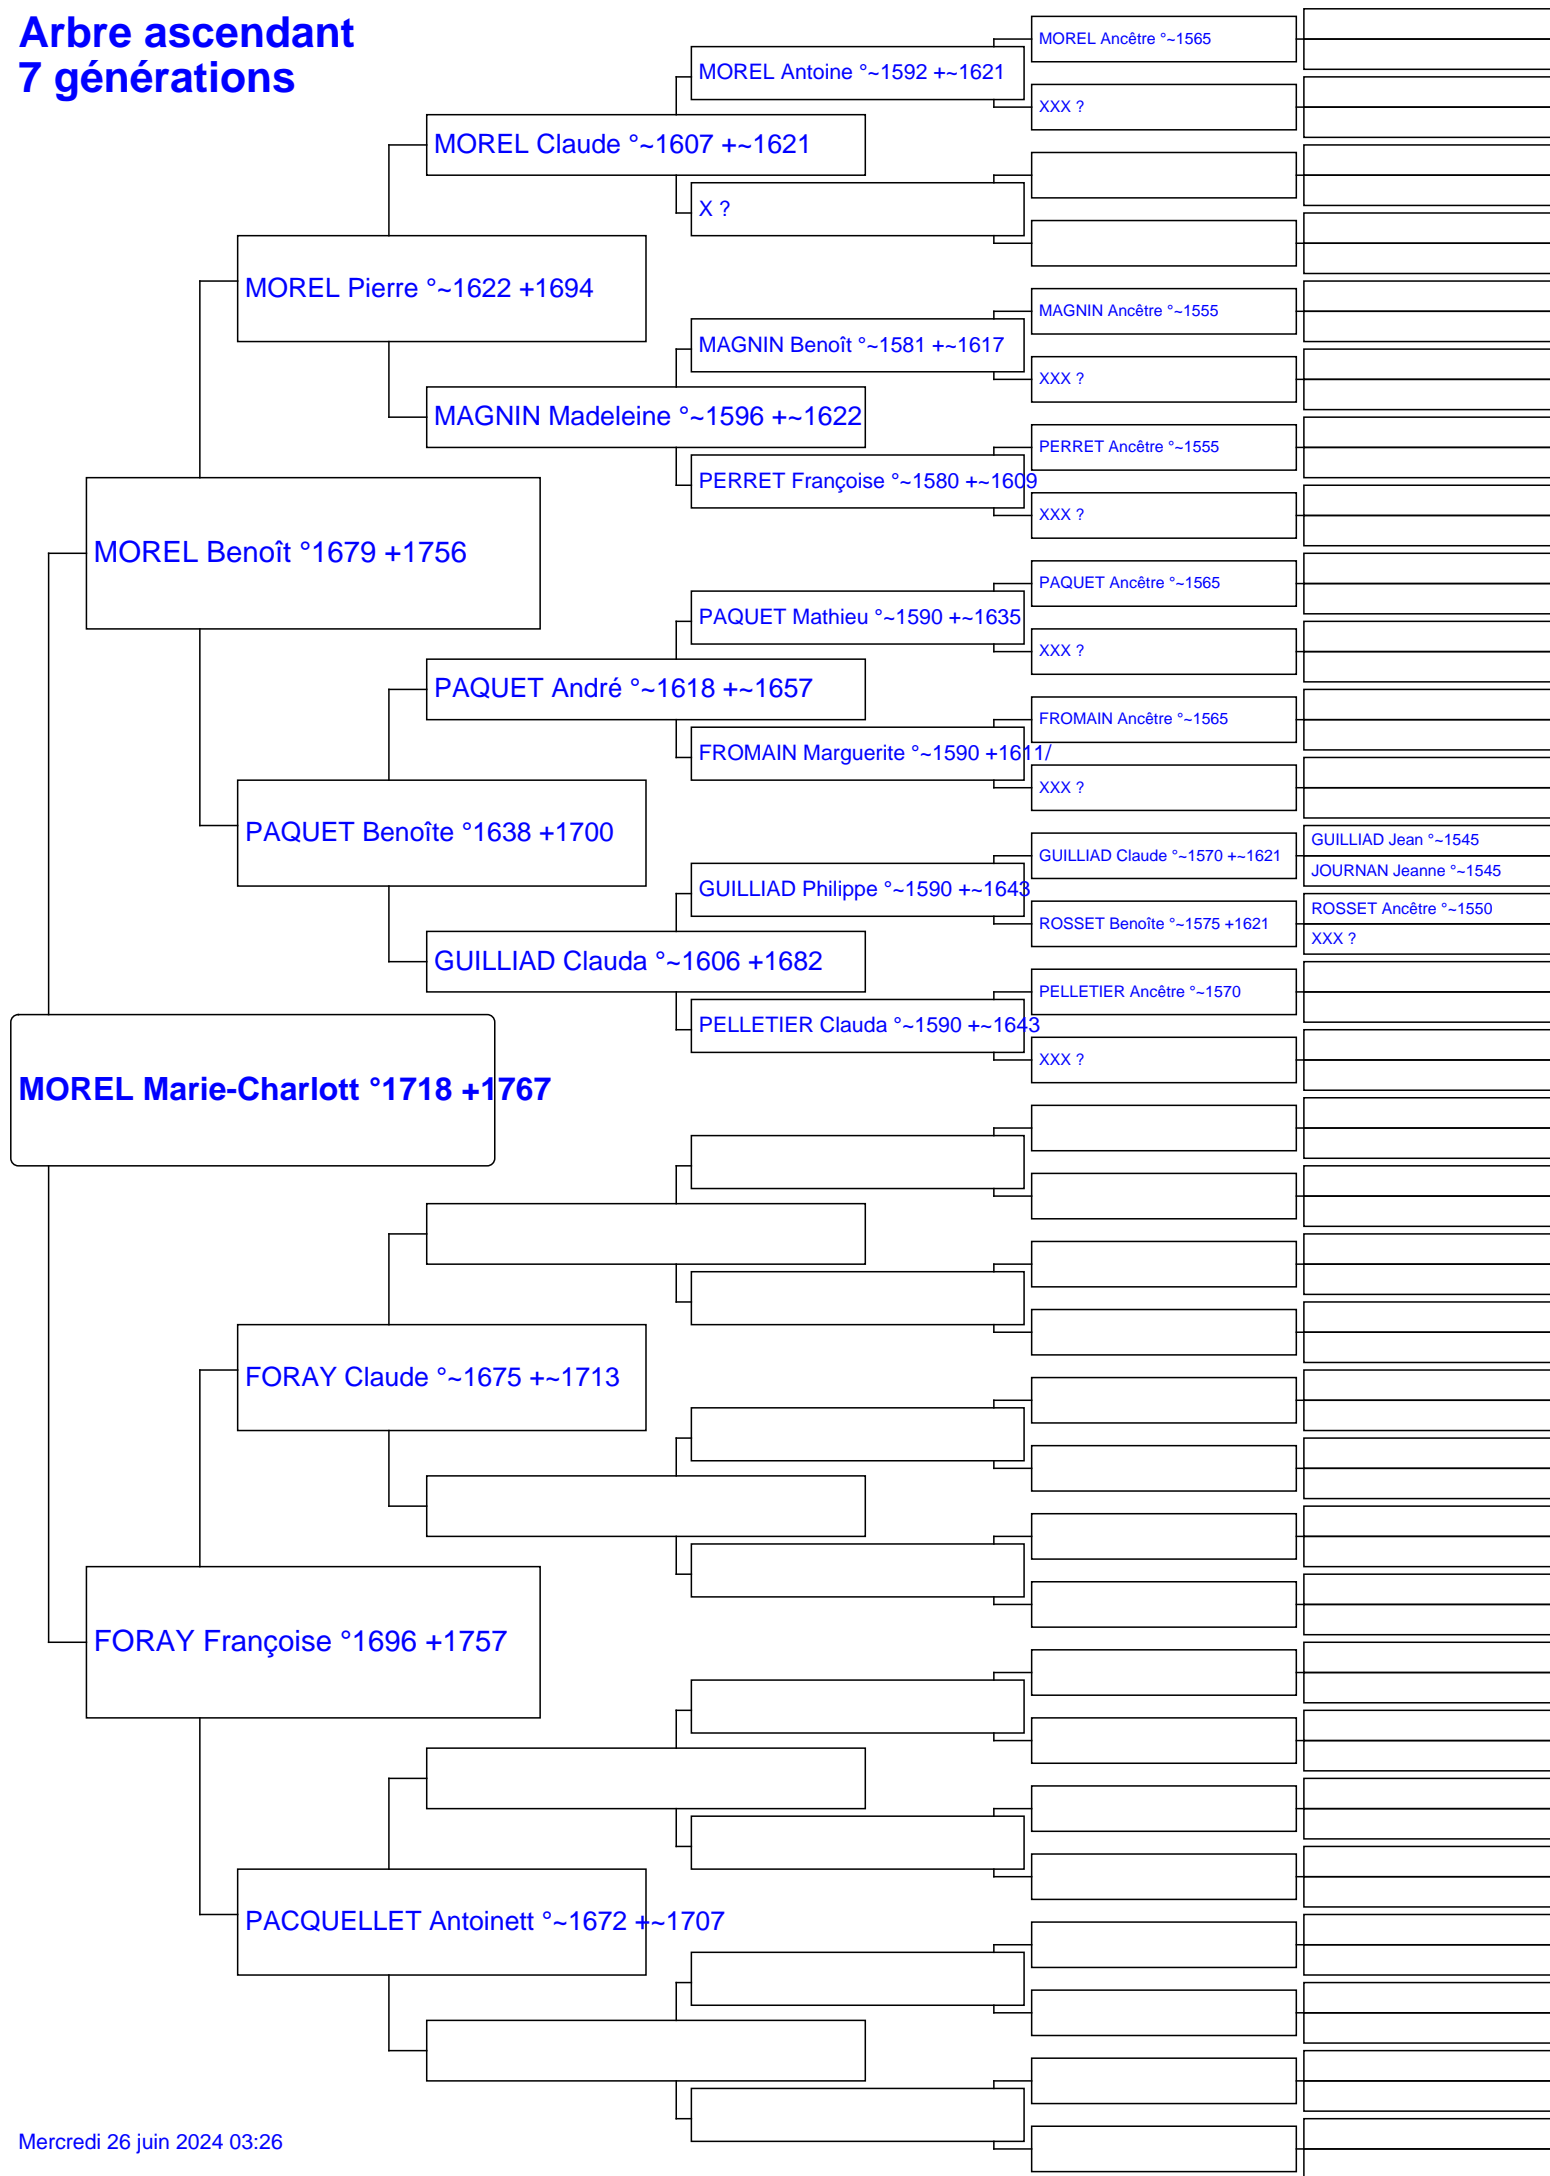 Arbre ascendant
7 générations
MOREL Marie-Charlott °1718 +1767
MOREL Benoît °1679 +1756
FORAY Françoise °1696 +1757
MOREL Pierre °~1622 +1694
PAQUET Benoîte °1638 +1700
FORAY Claude °~1675 +~1713
PACQUELLET Antoinett °~1672 +~1707
MOREL Claude °~1607 +~1621
MAGNIN Madeleine °~1596 +~1622
PAQUET André °~1618 +~1657
GUILLIAD Clauda °~1606 +1682
MOREL Antoine °~1592 +~1621
X ?
MAGNIN Benoît °~1581 +~1617
PERRET Françoise °~1580 +~1609
PAQUET Mathieu °~1590 +~1635
FROMAIN Marguerite °~1590 +1611/
GUILLIAD Philippe °~1590 +~1643
PELLETIER Clauda °~1590 +~1643
MOREL Ancêtre °~1565
XXX ?
MAGNIN Ancêtre °~1555
XXX ?
PERRET Ancêtre °~1555
XXX ?
PAQUET Ancêtre °~1565
XXX ?
FROMAIN Ancêtre °~1565
XXX ?
GUILLIAD Claude °~1570 +~1621
ROSSET Benoîte °~1575 +1621
PELLETIER Ancêtre °~1570
XXX ?
GUILLIAD Jean °~1545
JOURNAN Jeanne °~1545
ROSSET Ancêtre °~1550
XXX ?
Mercredi 26 juin 2024 03:26